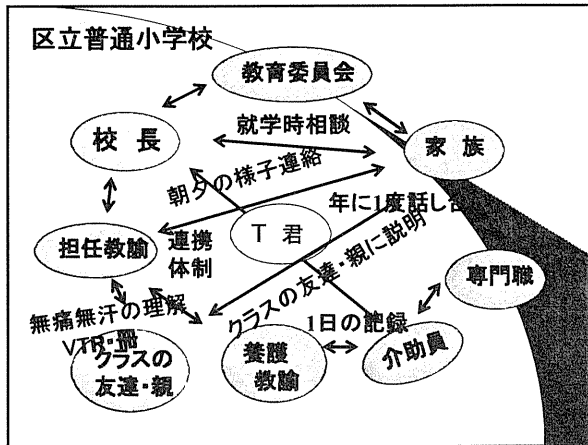 区立普通小学校
教育委員会
校長
就学時相談
家族
朝夕の様子連絡
年に1度話し合
担任教諭
連携
体制
T君
クラスの友達・親に説明
専門職
無痛無汗の理解
VTR・冊
クラスの
友達・親
養護
教諭
1日の記録
介助員